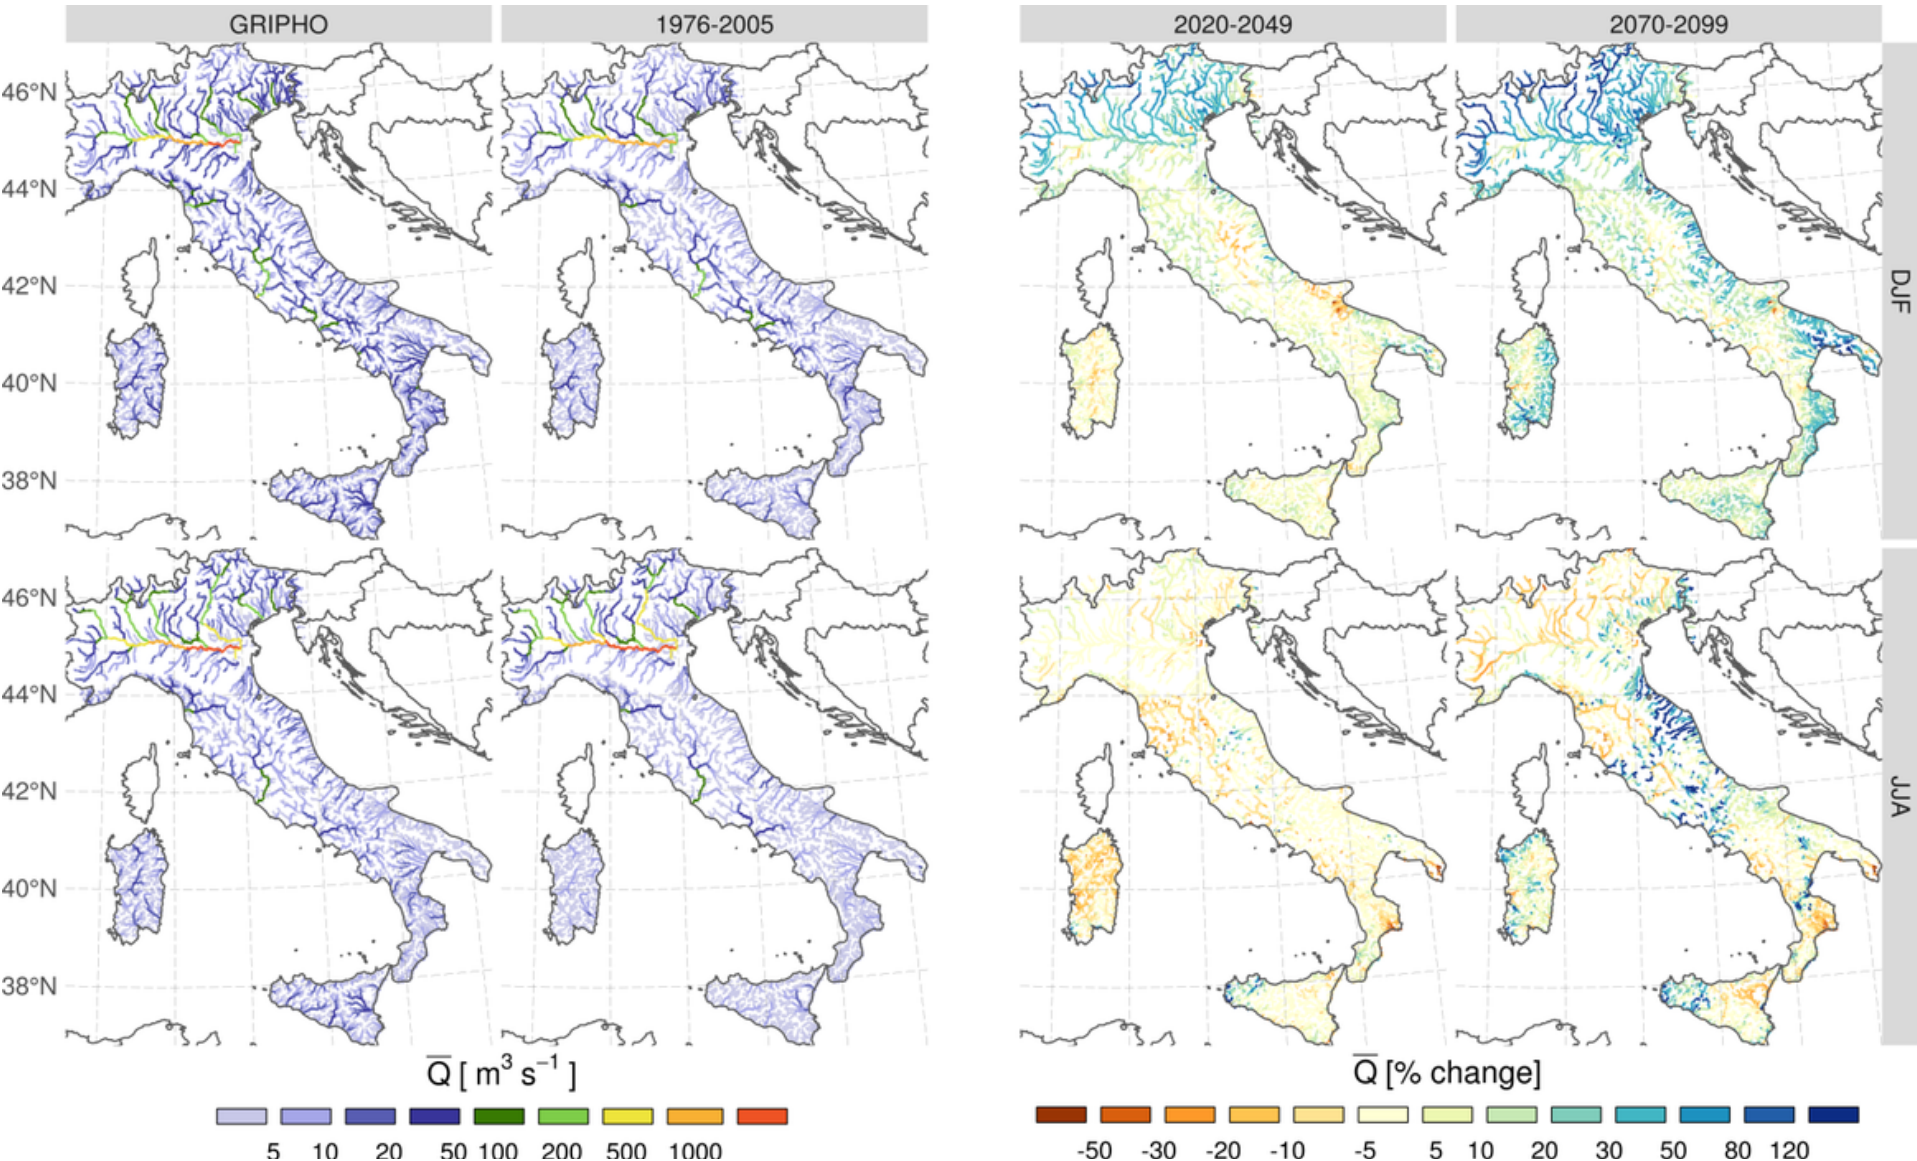 GRIPHO 1976-2005 2020-2049 2070-2099
46°N
44°N
42°N
40°N
38°N
DJF
46°N
44°N
42°N
40°N
38°N
JJA
Q̅ [ m³ s⁻¹ ]
5 10 20 50 100 200 500 1000
Q̅ [% change]
-50 -30 -20 -10 -5 5 10 20 30 50 80 120